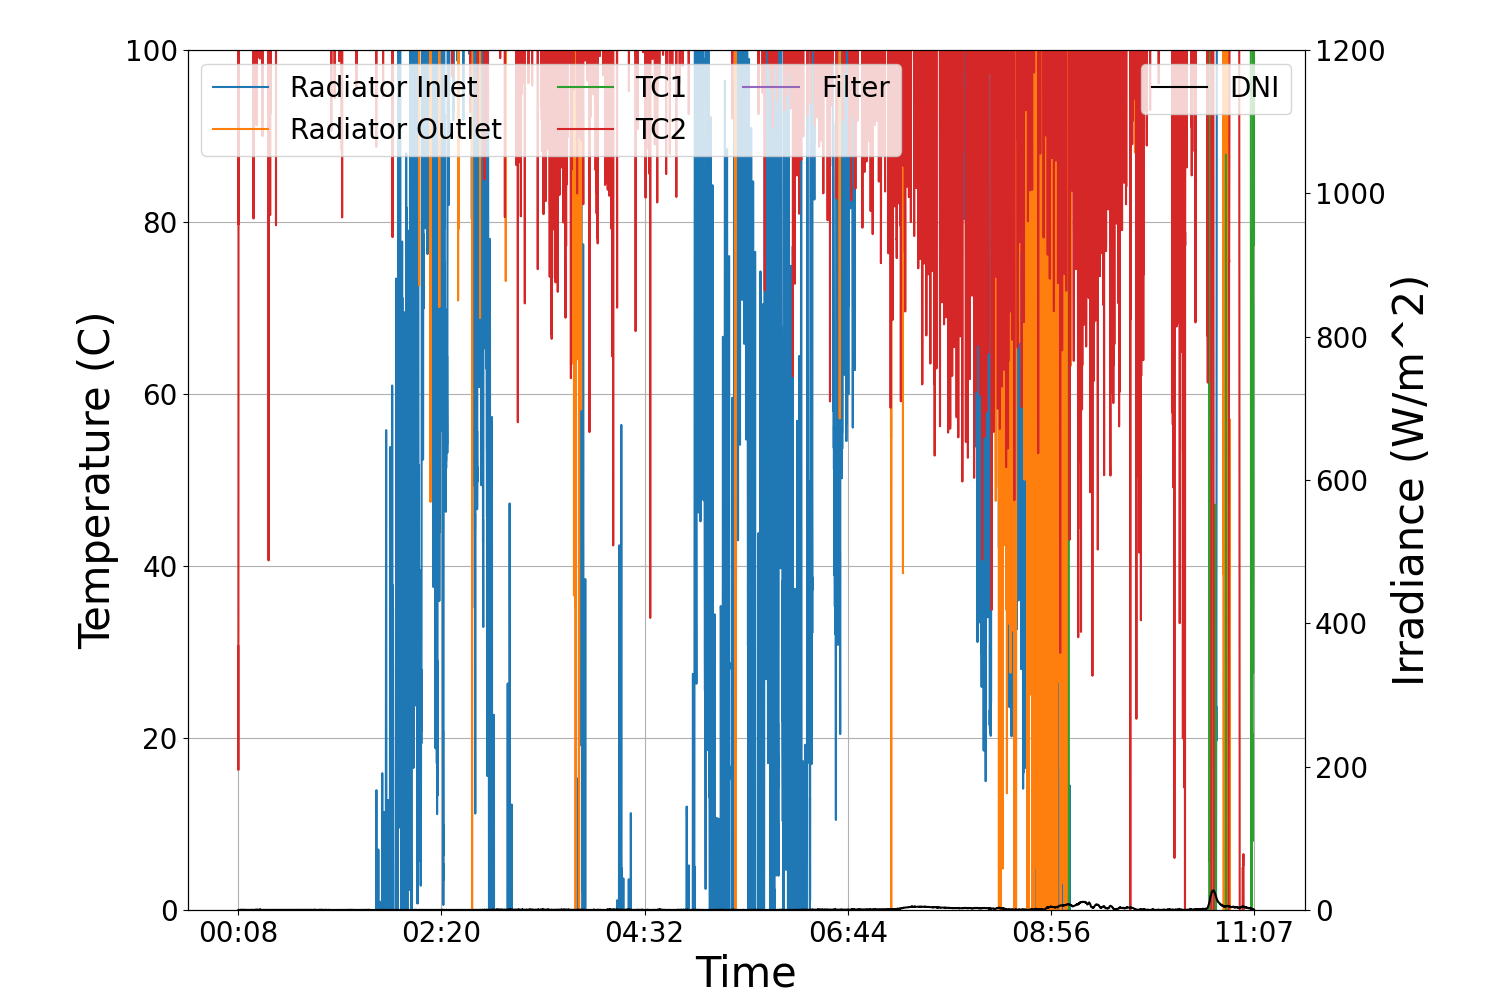 100
80
60
40
20
0
Temperature (C)
Radiator Inlet
Radiator Outlet
TC1
TC2
Filter
DNI
1200
1000
800
600
400
200
0
Irradiance (W/m^2)
00:08
02:20
04:32
06:44
08:56
11:07
Time